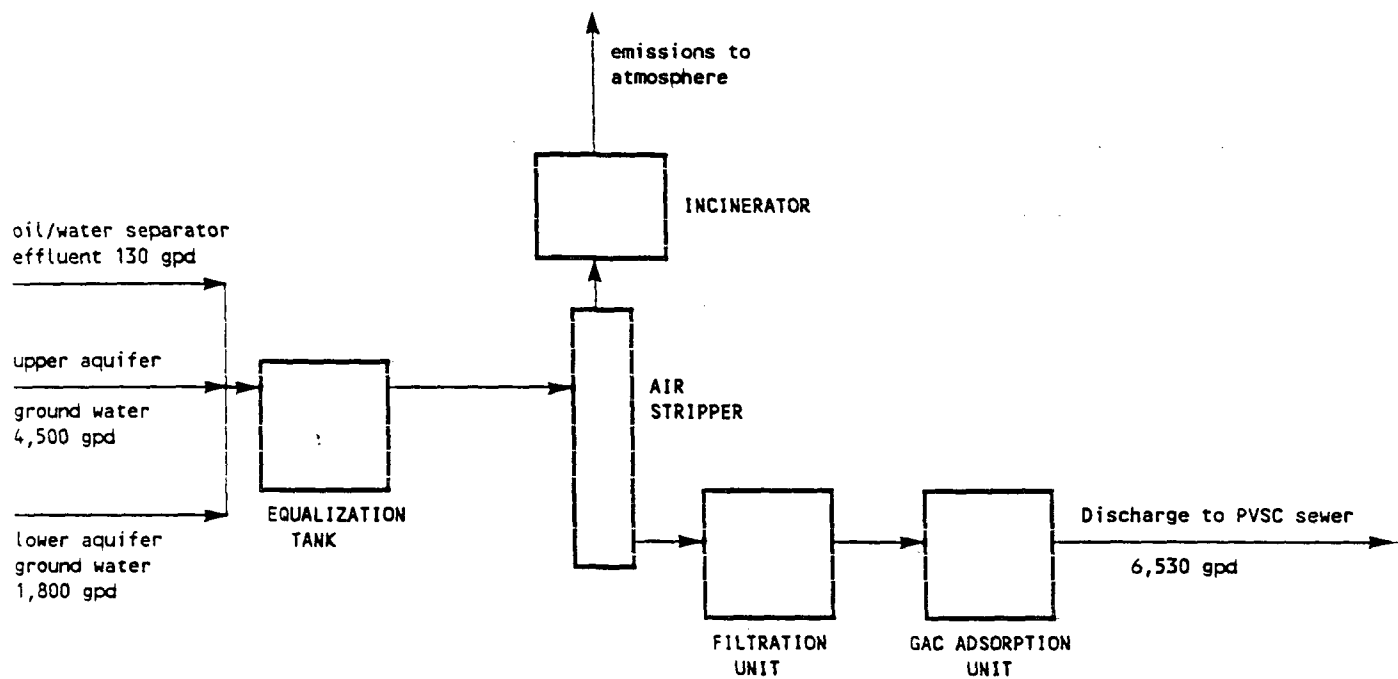 emissions to
atmosphere
INCINERATOR
oil/water separator
effluent 130 gpd
upper aquifer
ground water
4,500 gpd
lower aquifer
ground water
1,800 gpd
EQUALIZATION
TANK
AIR
STRIPPER
FILTRATION
UNIT
GAC ADSORPTION
UNIT
Discharge to PVSC sewer
6,530 gpd